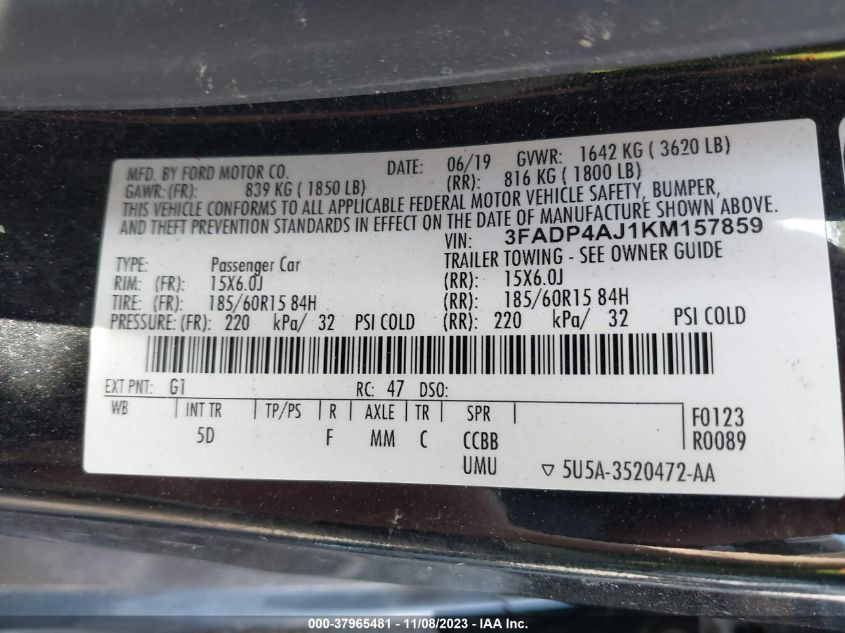 MFD. BY FORD MOTOR CO. DATE: 06/19 GVWR: 1642 KG ( 3620 LB)
GAWR:(FR): 839 KG ( 1850 LB) (RR): 816 KG ( 1800 LB)
THIS VEHICLE CONFORMS TO ALL APPLICABLE FEDERAL MOTOR VEHICLE SAFETY, BUMPER,
AND THEFT PREVENTION STANDARDS IN EFFECT ON THE DATE OF MANUFACTURE SHOWN ABOVE.
VIN: 3FADP4AJ1KM157859
TYPE: Passenger Car TRAILER TOWING - SEE OWNER GUIDE
RIM: (FR): 15X6.0J (RR): 15X6.0J
TIRE: (FR): 185/60R15 84H (RR): 185/60R15 84H
PRESSURE: (FR): 220 kPa/ 32 PSI COLD (RR): 220 kPa/ 32 PSI COLD
EXT PNT: G1 RC: 47 DSO:
WB INT TR TP/PS R AXLE TR SPR F0123
5D F MM C CCBB R0089
UMU ▽ 5U5A-3520472-AA
000-37965481 - 11/08/2023 - IAA Inc.